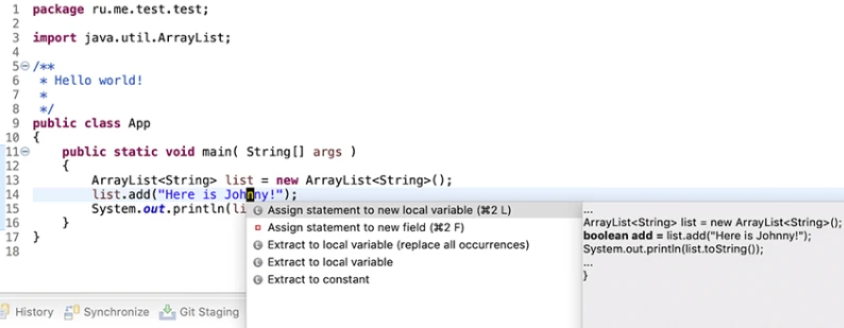 1 package ru.me.test.test;
2
3 import java.util.ArrayList;
4
5 /**
6 * Hello world!
7 *
8 */
9 public class App
10 {
11 public static void main( String[] args )
12 {
13 ArrayList<String> list = new ArrayList<String>();
14 list.add("Here is Johnny!");
15 System.out.println(li
16 }
17 }
18
Assign statement to new local variable (⌘2 L)
Assign statement to new field (⌘2 F)
Extract to local variable (replace all occurrences)
Extract to local variable
Extract to constant
...
ArrayList<String> list = new ArrayList<String>();
boolean add = list.add("Here is Johnny!");
System.out.println(list.toString());
...
}
History Synchronize Git Staging